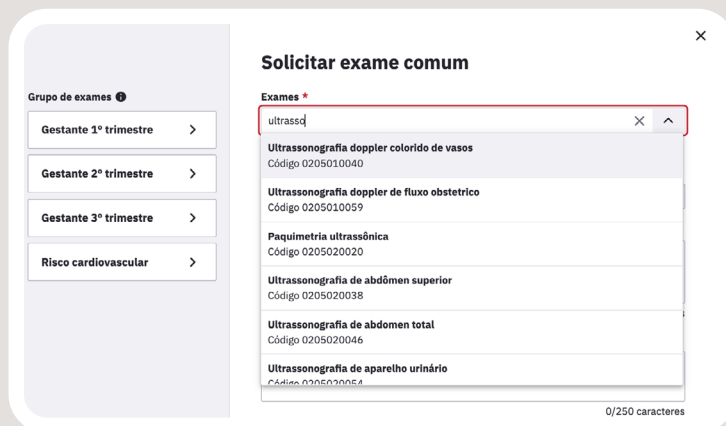 Solicitar exame comum
Grupo de exames
Gestante 1º trimestre
Gestante 2º trimestre
Gestante 3º trimestre
Risco cardiovascular
Exames *
ultrasso
Ultrassonografia doppler colorido de vasos
Código 0205010040
Ultrassonografia doppler de fluxo obstetrico
Código 0205010059
Paquimetria ultrassônica
Código 0205020020
Ultrassonografia de abdômen superior
Código 0205020038
Ultrassonografia de abdomen total
Código 0205020046
Ultrassonografia de aparelho urinário
Código 0205020054
0/250 caracteres